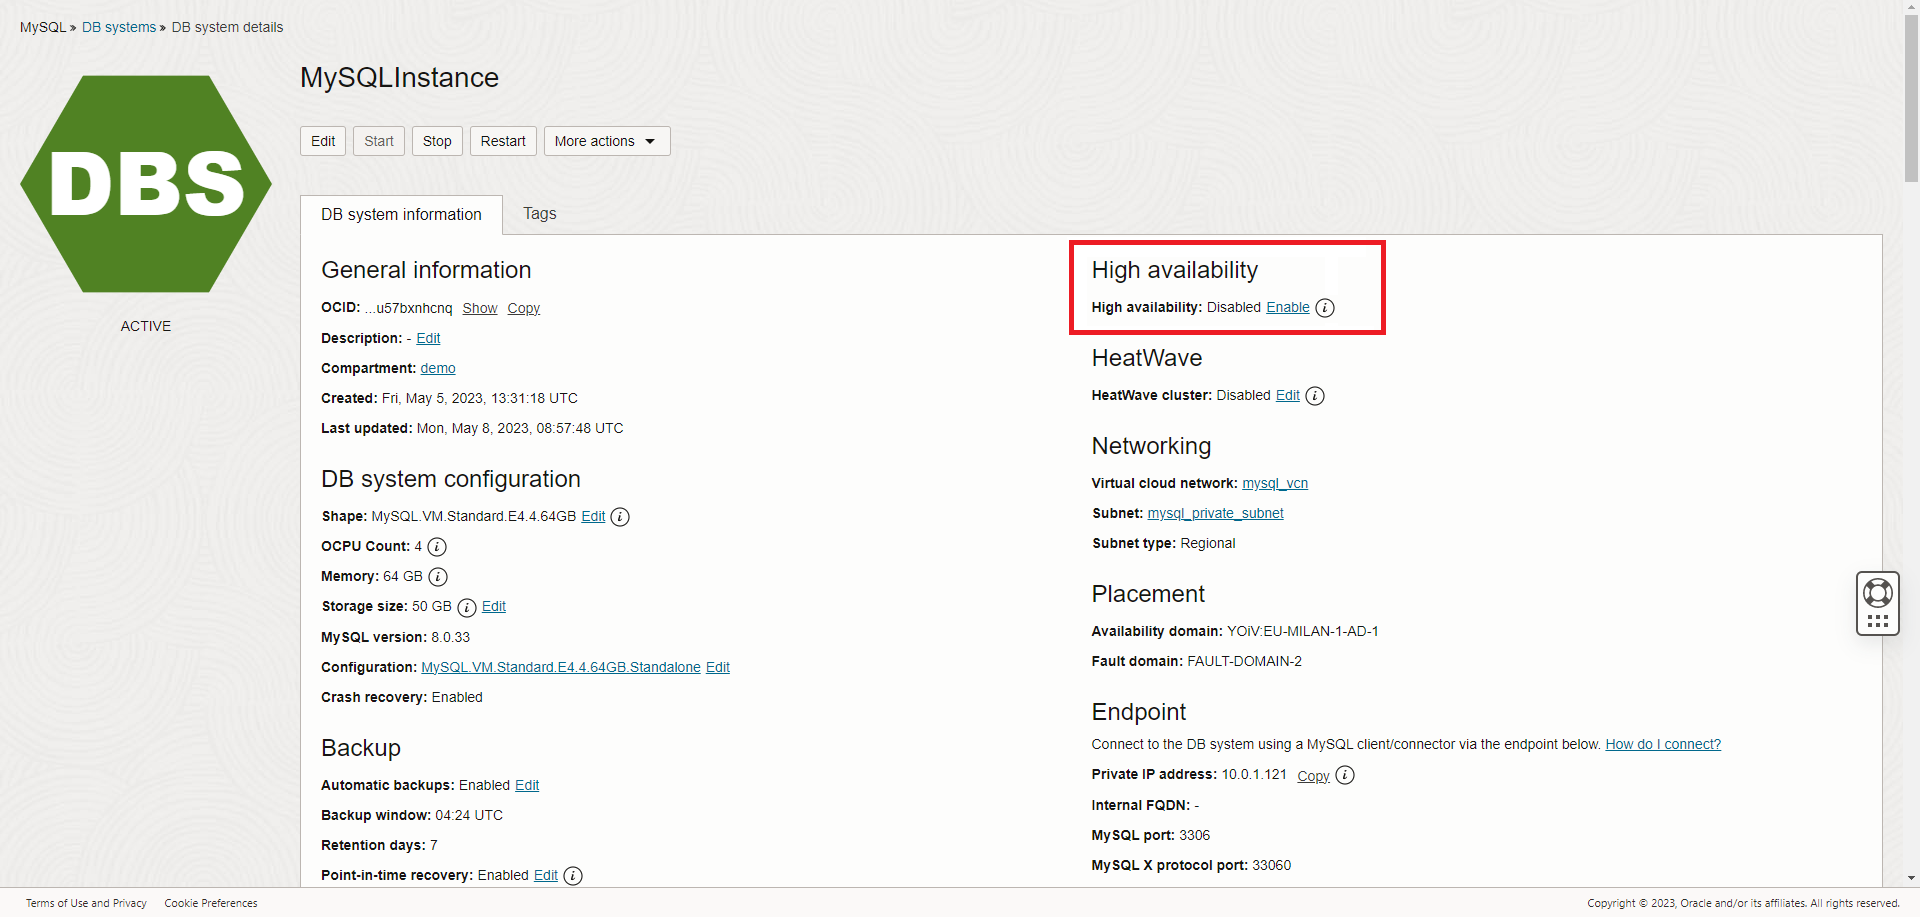 MySQL » DB systems » DB system details
DBS
ACTIVE
MySQLInstance
Edit Start Stop Restart More actions
DB system information Tags
General information
OCID: ...u57bxnhcnq Show Copy
Description: - Edit
Compartment: demo
Created: Fri, May 5, 2023, 13:31:18 UTC
Last updated: Mon, May 8, 2023, 08:57:48 UTC
DB system configuration
Shape: MySQL.VM.Standard.E4.4.64GB Edit i
OCPU Count: 4 i
Memory: 64 GB i
Storage size: 50 GB i Edit
MySQL version: 8.0.33
Configuration: MySQL.VM.Standard.E4.4.64GB.Standalone Edit
Crash recovery: Enabled
Backup
Automatic backups: Enabled Edit
Backup window: 04:24 UTC
Retention days: 7
Point-in-time recovery: Enabled Edit i
High availability
High availability: Disabled Enable i
HeatWave
HeatWave cluster: Disabled Edit i
Networking
Virtual cloud network: mysql_vcn
Subnet: mysql_private_subnet
Subnet type: Regional
Placement
Availability domain: YOiV:EU-MILAN-1-AD-1
Fault domain: FAULT-DOMAIN-2
Endpoint
Connect to the DB system using a MySQL client/connector via the endpoint below. How do I connect?
Private IP address: 10.0.1.121 Copy i
Internal FQDN: -
MySQL port: 3306
MySQL X protocol port: 33060
Terms of Use and Privacy Cookie Preferences
Copyright © 2023, Oracle and/or its affiliates. All rights reserved.